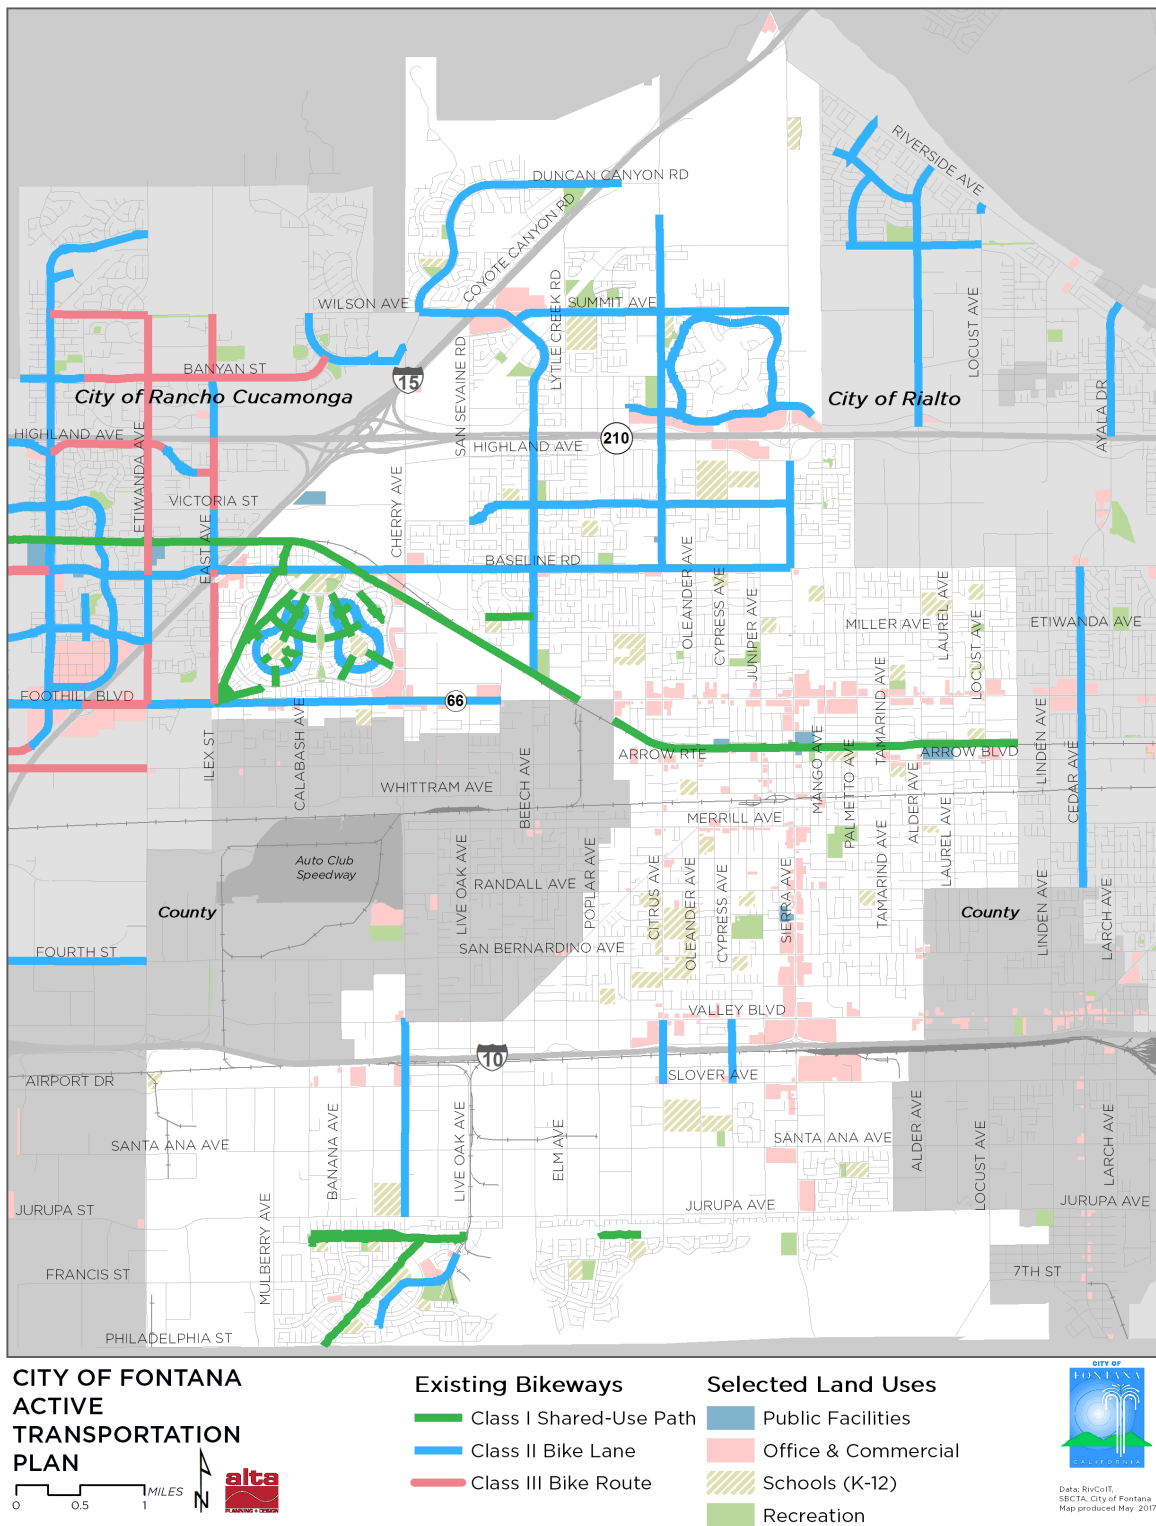 DUNCAN CANYON RD
RIVERSIDE AVE
COYOTE CANYON RD
WILSON AVE
SUMMIT AVE
LYTLE CREEK RD
LOCUST AVE
SAN SEVAINE RD
BANYAN ST
15
City of Rancho Cucamonga
City of Rialto
AYALA DR
HIGHLAND AVE
ETIWANDA AVE
HIGHLAND AVE
210
VICTORIA ST
CHERRY AVE
EAST AVE
BASELINE RD
OLEANDER AVE
CYPRESS AVE
JUNIPER AVE
MILLER AVE
LAUREL AVE
LOCUST AVE
ETIWANDA AVE
FOOTHILL BLVD
66
TAMARIND AVE
LINDEN AVE
ILEX ST
CALABASH AVE
BEECH AVE
ARROW RTE
MANGO AVE
PALMETTO AVE
ARROW BLVD
ALDER AVE
CEDAR AVE
WHITTRAM AVE
MERRILL AVE
LAUREL AVE
TAMARIND AVE
Auto Club
Speedway
LIVE OAK AVE
RANDALL AVE
POPLAR AVE
CITRUS AVE
OLEANDER AVE
CYPRESS AVE
SIERRA AVE
LINDEN AVE
LARCH AVE
County
County
FOURTH ST
SAN BERNARDINO AVE
VALLEY BLVD
10
AIRPORT DR
SLOVER AVE
SANTA ANA AVE
BANANA AVE
LIVE OAK AVE
ELM AVE
SANTA ANA AVE
ALDER AVE
LOCUST AVE
LARCH AVE
JURUPA ST
MULBERRY AVE
JURUPA AVE
JURUPA AVE
FRANCIS ST
7TH ST
PHILADELPHIA ST
CITY OF FONTANA
ACTIVE
TRANSPORTATION
PLAN
0 0.5 1 MILES
N
alta
PLANNING + DESIGN
Existing Bikeways
Class I Shared-Use Path
Class II Bike Lane
Class III Bike Route
Selected Land Uses
Public Facilities
Office & Commercial
Schools (K-12)
Recreation
CITY OF
FONTANA
CALIFORNIA
Data: RivCoIT,
SBCTA, City of Fontana
Map produced May 2017